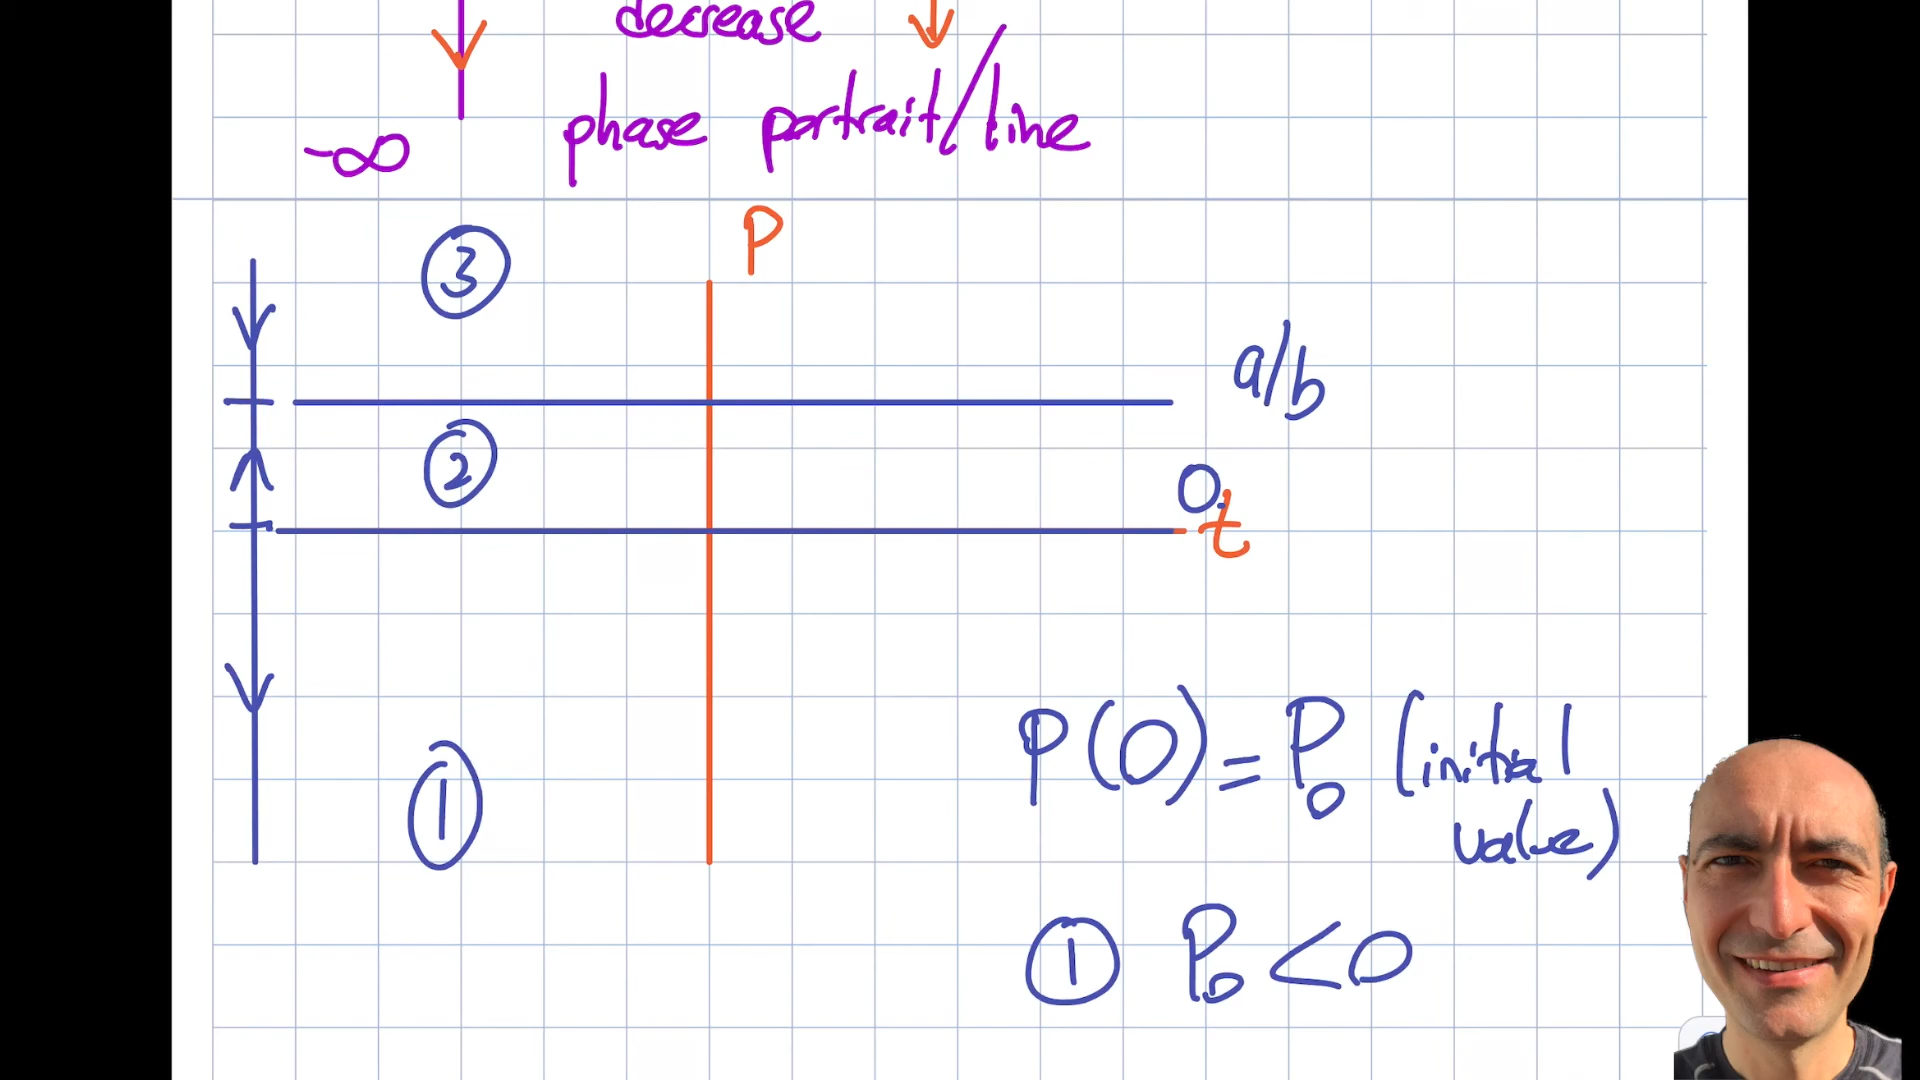 decrease
-∞ phase portrait/line
P
③
a/b
②
0
t
P(0) = P₀ (initial
value)
①
① P₀ < 0